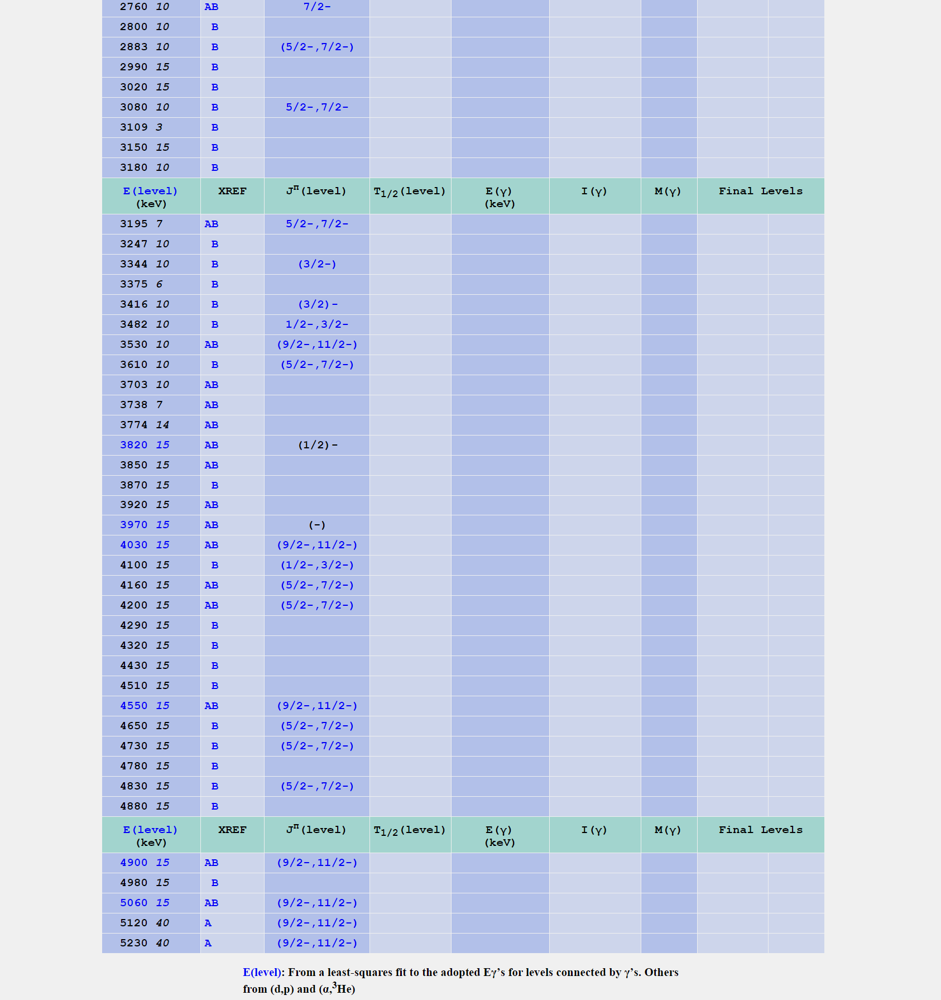 2760 10 AB 7/2-
2800 10 B
2883 10 B (5/2-,7/2-)
2990 15 B
3020 15 B
3080 10 B 5/2-,7/2-
3109 3 B
3150 15 B
3180 10 B
E(level) XREF Jπ(level) T1/2(level) E(γ) I(γ) M(γ) Final Levels
(keV) (keV)
3195 7 AB 5/2-,7/2-
3247 10 B
3344 10 B (3/2-)
3375 6 B
3416 10 B (3/2)-
3482 10 B 1/2-,3/2-
3530 10 AB (9/2-,11/2-)
3610 10 B (5/2-,7/2-)
3703 10 AB
3738 7 AB
3774 14 AB
3820 15 AB (1/2)-
3850 15 AB
3870 15 B
3920 15 AB
3970 15 AB (-)
4030 15 AB (9/2-,11/2-)
4100 15 B (1/2-,3/2-)
4160 15 AB (5/2-,7/2-)
4200 15 AB (5/2-,7/2-)
4290 15 B
4320 15 B
4430 15 B
4510 15 B
4550 15 AB (9/2-,11/2-)
4650 15 B (5/2-,7/2-)
4730 15 B (5/2-,7/2-)
4780 15 B
4830 15 B (5/2-,7/2-)
4880 15 B
E(level) XREF Jπ(level) T1/2(level) E(γ) I(γ) M(γ) Final Levels
(keV) (keV)
4900 15 AB (9/2-,11/2-)
4980 15 B
5060 15 AB (9/2-,11/2-)
5120 40 A (9/2-,11/2-)
5230 40 A (9/2-,11/2-)
E(level): From a least-squares fit to the adopted Eγ’s for levels connected by γ’s. Others
from (d,p) and (α,³He)